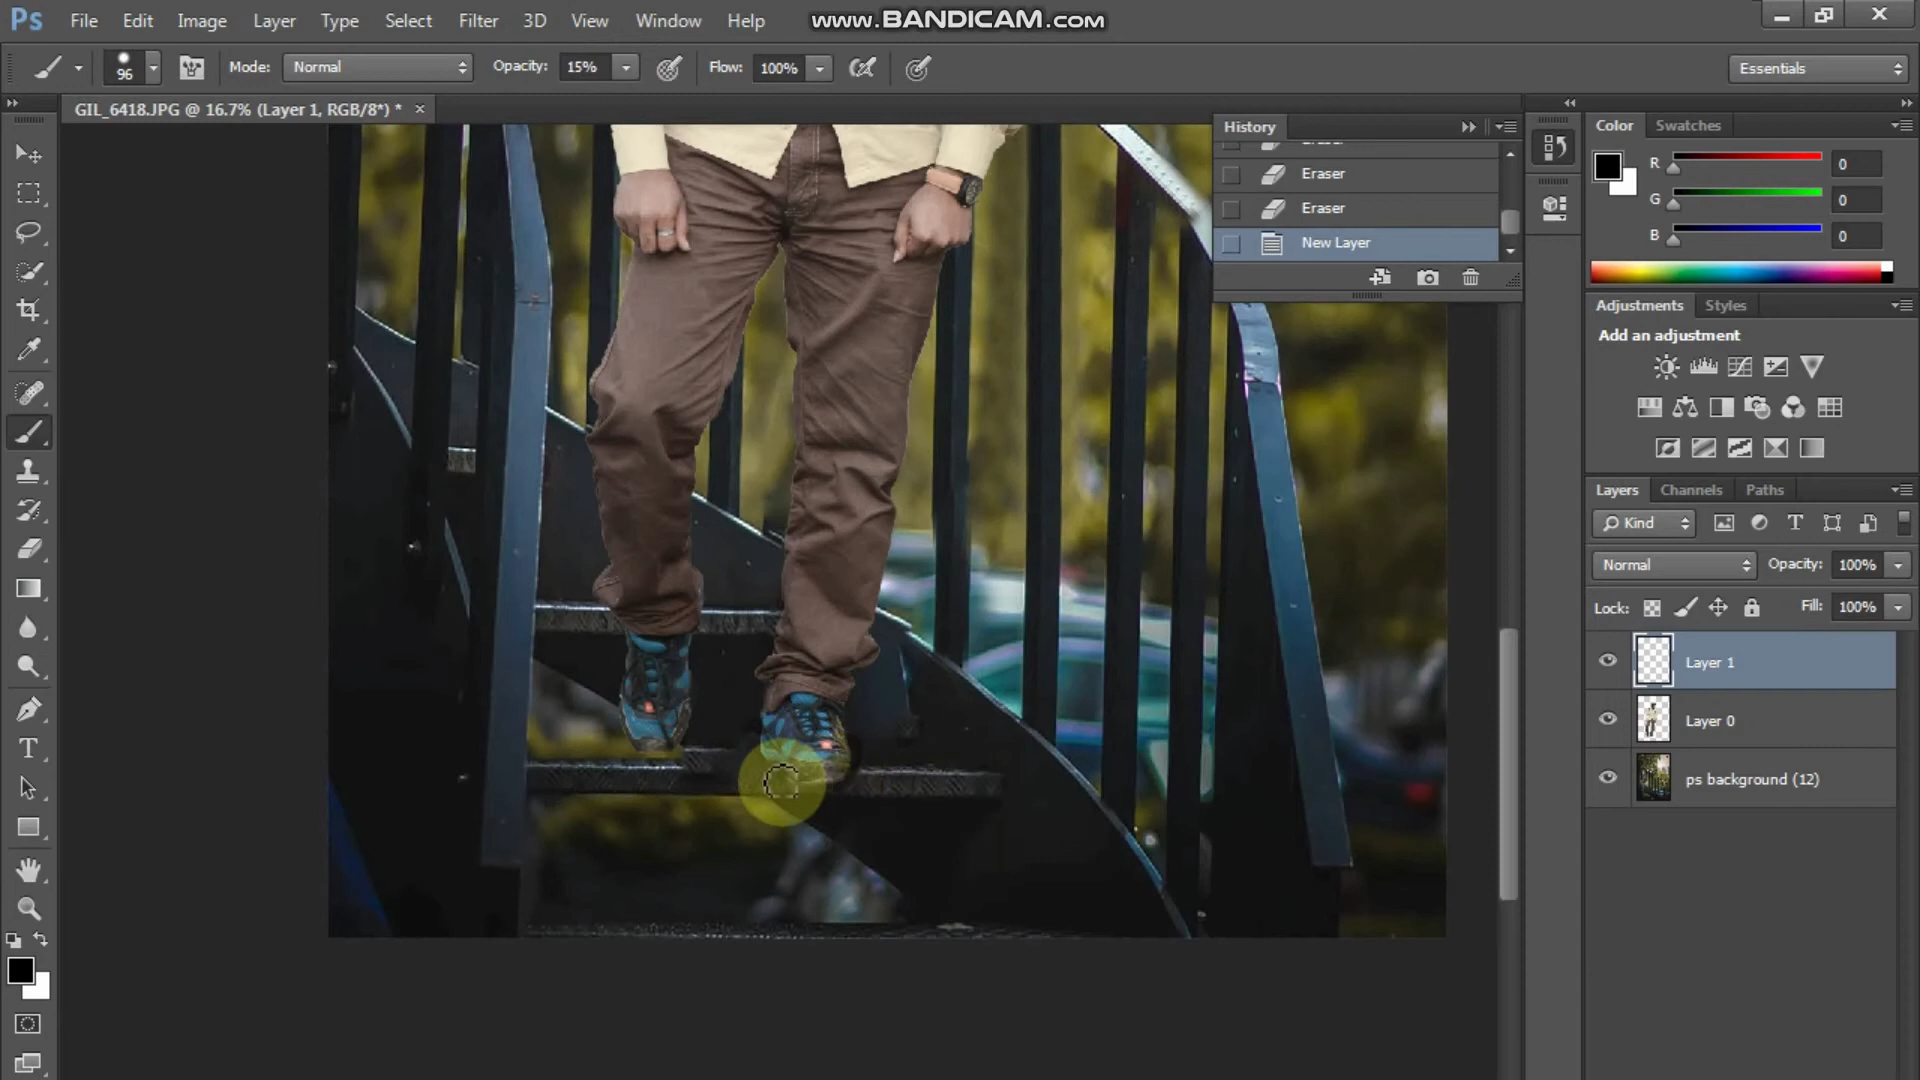 Ps File Edit Image Layer Type Select Filter 3D View Window Help
www.BANDICAM.com
96 Mode: Normal Opacity: 15% Flow: 100% Essentials
GIL_6418.JPG @ 16.7% (Layer 1, RGB/8*) * ×
History
Eraser
Eraser
Eraser
New Layer
Color Swatches
R 0
G 0
B 0
Adjustments Styles
Add an adjustment
Layers Channels Paths
Kind
Normal Opacity: 100%
Lock: Fill: 100%
Layer 1
Layer 0
ps background (12)